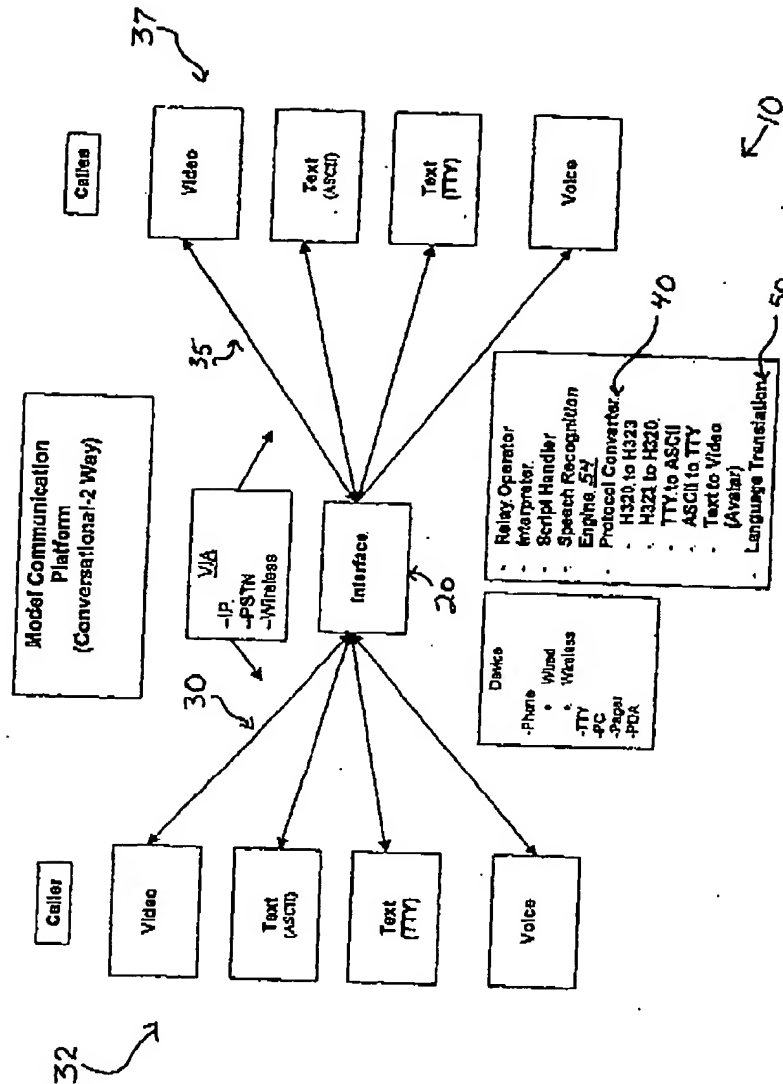 Model Communication
Platform
(Conversational-2 Way)
Caller
Callee
32
37
VIA
-IP.
-PSTN
-Wireless
30
35
Video
Text
(ASCII)
Text
(TTY)
Voice
Interface
20
Video
Text
(ASCII)
Text
(TTY)
Voice
Device
-Phone
• Wired
• Wireless
-TTY
-PC
-Pager
-PDA
- Relay Operator
- Interpreter.
- Script Handler
- Speech Recognition
Engine 54
- Protocol Converter.
- H320 to H323
- H323 to H320.
- TTY to ASCII
- ASCII to TTY
- Text to Video
(Avatar)
- Language Translation
40
50
10